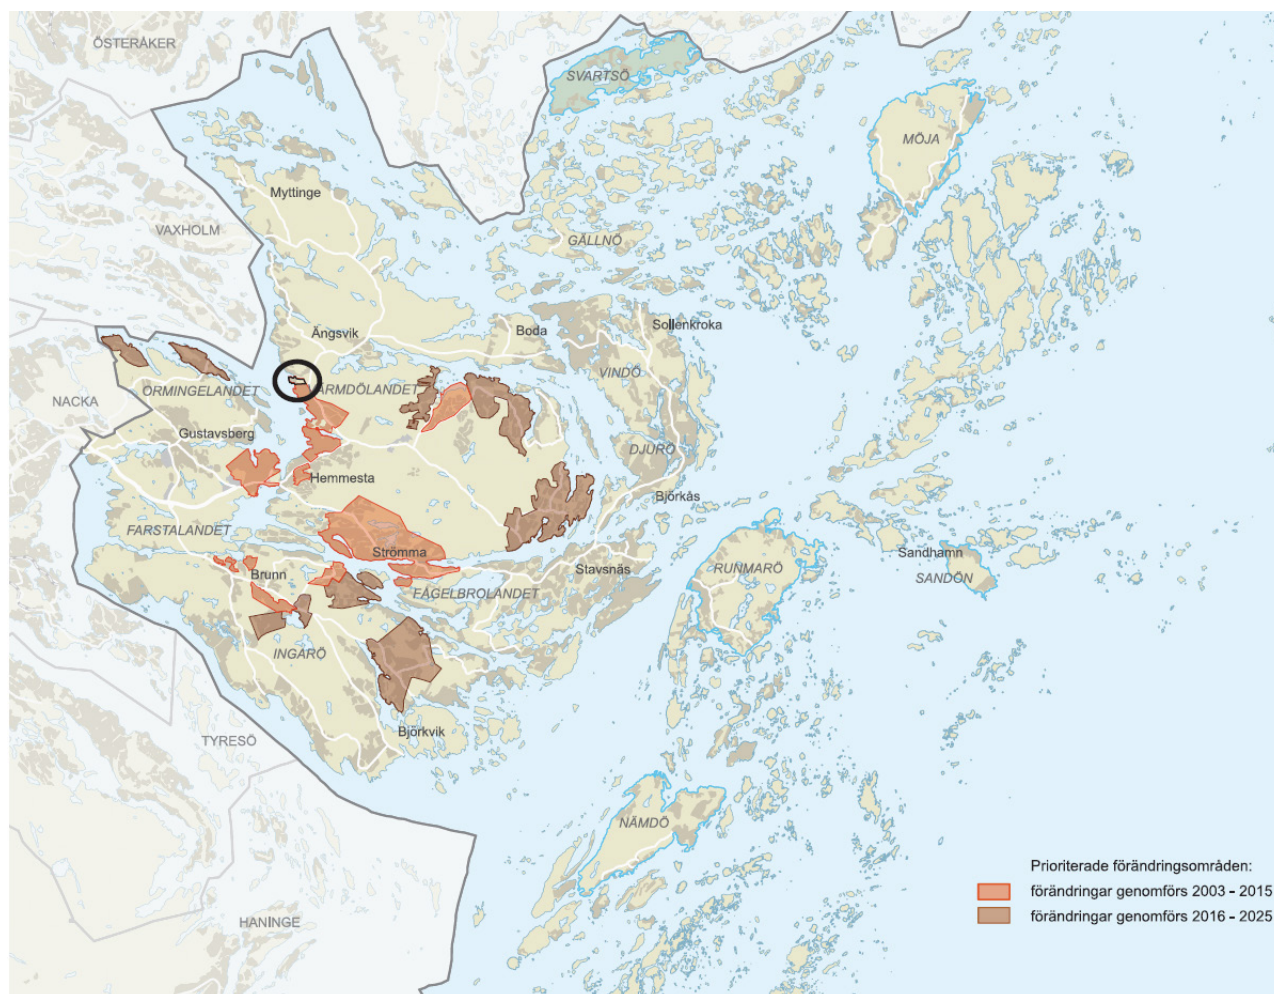 ÖSTERÅKER
SVARTSÖ
MÖJA
Myttinge
VAXHOLM
GÄLLNÖ
Ängsvik
Boda
Sollenkroka
VINDÖ
ORMINGELANDET
ÄRMDÖLANDET
NACKA
Gustavsberg
DJURÖ
Hemmesta
Björkås
FARSTALANDET
Strömma
Sandhamn
Brunn
Stavsnäs
RUNMARÖ
SANDÖN
FÅGELBROLANDET
INGARÖ
Björkvik
TYRESÖ
NÄMDÖ
Prioriterade förändringsområden:
förändringar genomförs 2003 - 2015
förändringar genomförs 2016 - 2025
HANINGE